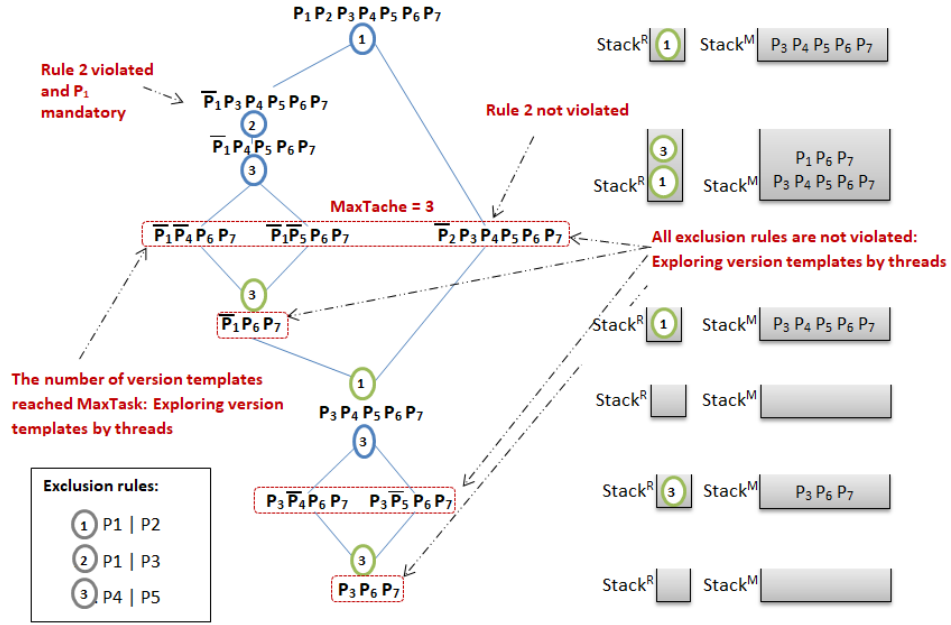 P₁ P₂ P₃ P₄ P₅ P₆ P₇
1
Stackᴿ 1 Stackᴹ P₃ P₄ P₅ P₆ P₇
Rule 2 violated
and P₁
mandatory
P̅₁ P₃ P₄ P₅ P₆ P₇
2
Rule 2 not violated
P̅₁ P₄ P₅ P₆ P₇
3
3
P₁ P₆ P₇
Stackᴿ 1 Stackᴹ P₃ P₄ P₅ P₆ P₇
MaxTache = 3
P̅₁ P̅₄ P₆ P₇ P̅₁ P̅₅ P₆ P₇ P̅₂ P₃ P₄ P₅ P₆ P₇
All exclusion rules are not violated:
Exploring version templates by threads
3
P̅₁ P₆ P₇
Stackᴿ 1 Stackᴹ P₃ P₄ P₅ P₆ P₇
The number of version templates
reached MaxTask: Exploring version
templates by threads
1
P₃ P₄ P₅ P₆ P₇
Stackᴿ Stackᴹ
3
Exclusion rules:
1 P1 | P2
2 P1 | P3
3. P4 | P5
P₃ P̅₄ P₆ P₇ P₃ P̅₅ P₆ P₇
Stackᴿ 3 Stackᴹ P₃ P₆ P₇
3
P₃ P₆ P₇
Stackᴿ Stackᴹ